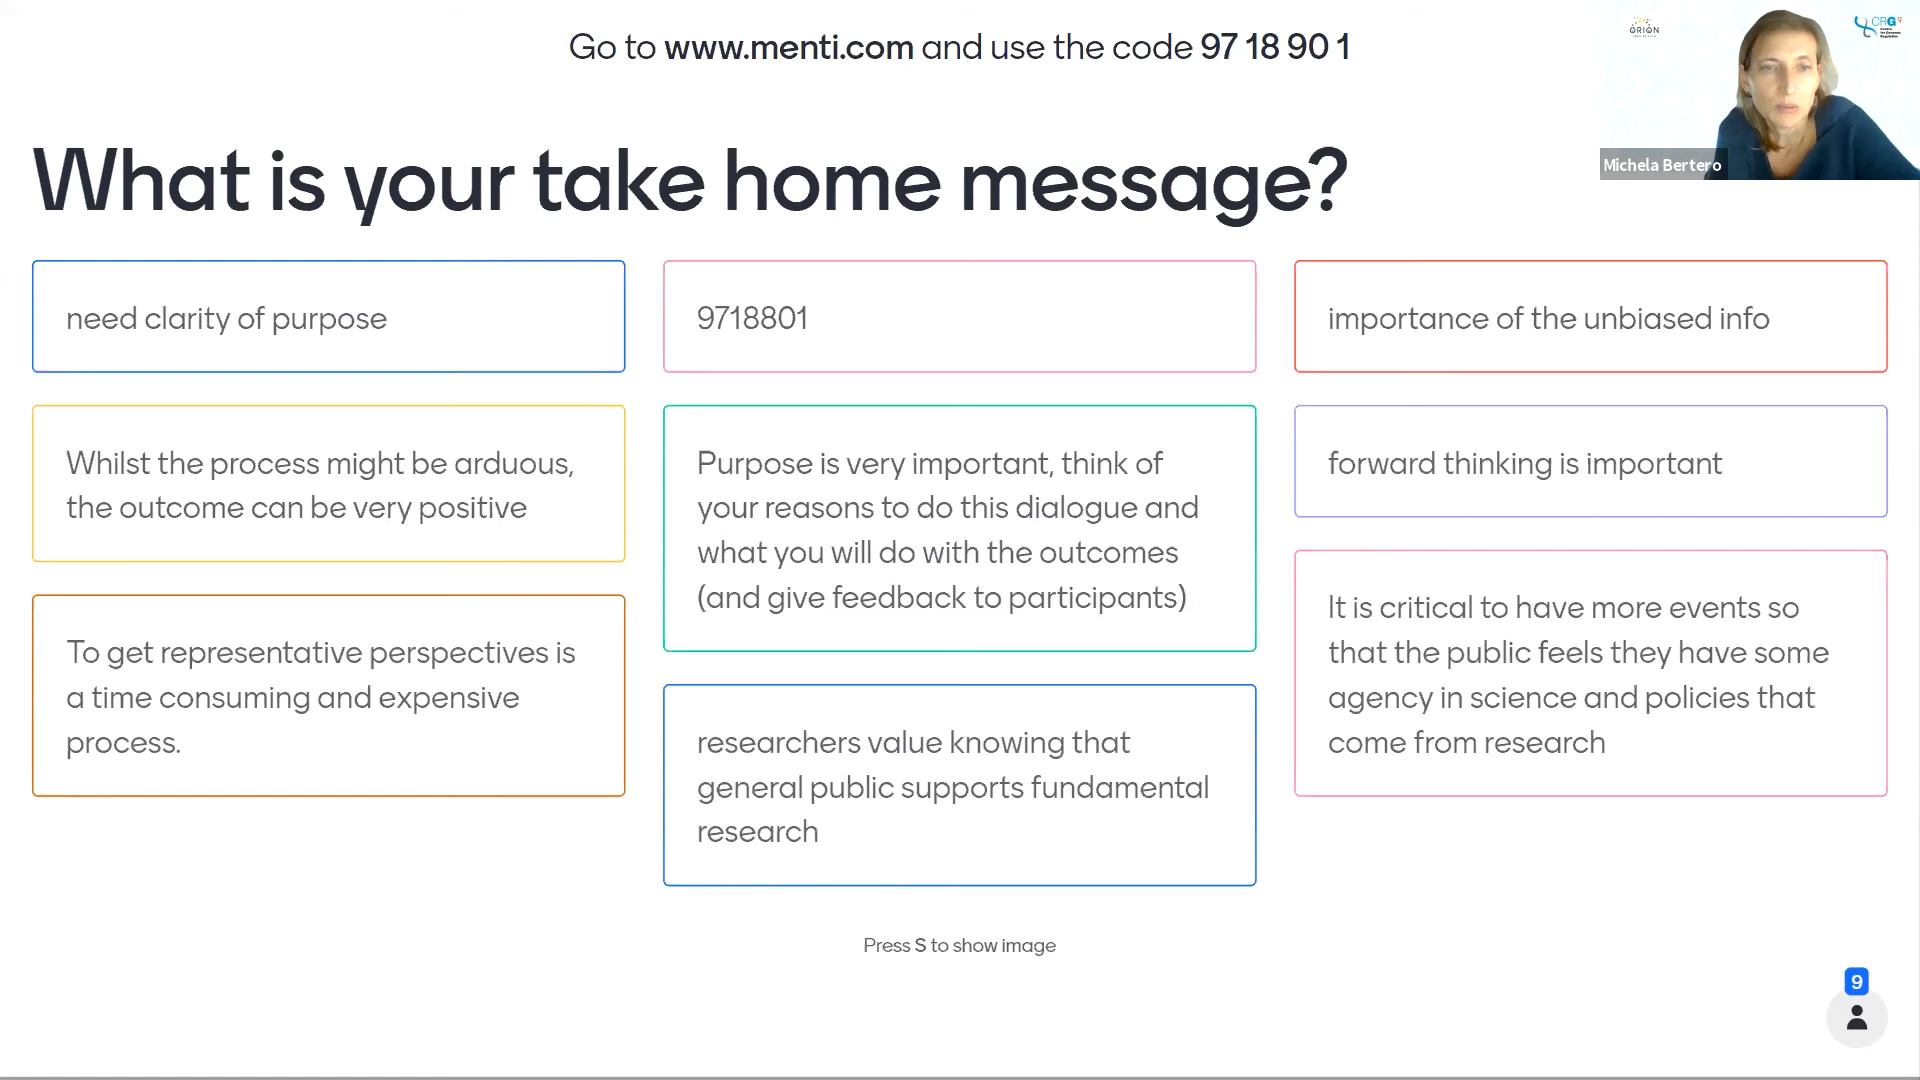 Go to www.menti.com and use the code 97 18 90 1
ORION
CRG
Michela Bertero
What is your take home message?
need clarity of purpose
9718801
importance of the unbiased info
Whilst the process might be arduous,
the outcome can be very positive
Purpose is very important, think of
your reasons to do this dialogue and
what you will do with the outcomes
(and give feedback to participants)
forward thinking is important
To get representative perspectives is
a time consuming and expensive
process.
researchers value knowing that
general public supports fundamental
research
It is critical to have more events so
that the public feels they have some
agency in science and policies that
come from research
Press S to show image
9